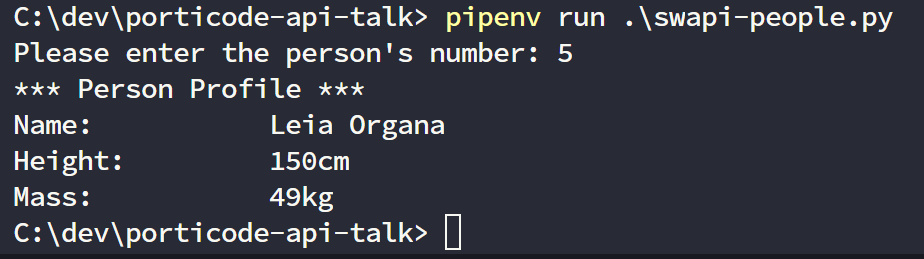 C:\dev\porticode-api-talk> pipenv run .\swapi-people.py
Please enter the person's number: 5
*** Person Profile ***
Name:           Leia Organa
Height:         150cm
Mass:           49kg
C:\dev\porticode-api-talk>